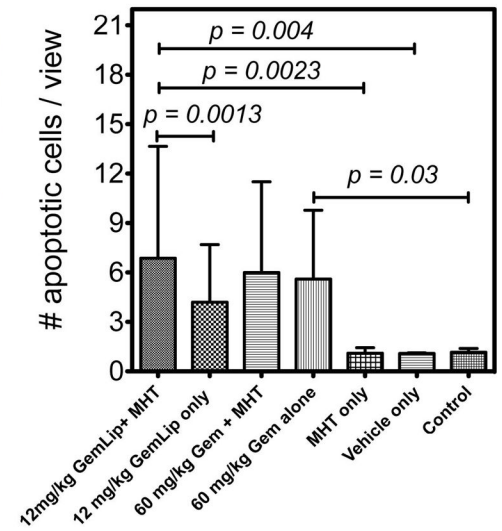 # apoptotic cells / view
21
18
15
12
9
6
3
0
p = 0.004
p = 0.0023
p = 0.0013
p = 0.03
12mg/kg GemLip+ MHT
12 mg/kg GemLip only
60 mg/kg Gem + MHT
60 mg/kg Gem alone
MHT only
Vehicle only
Control